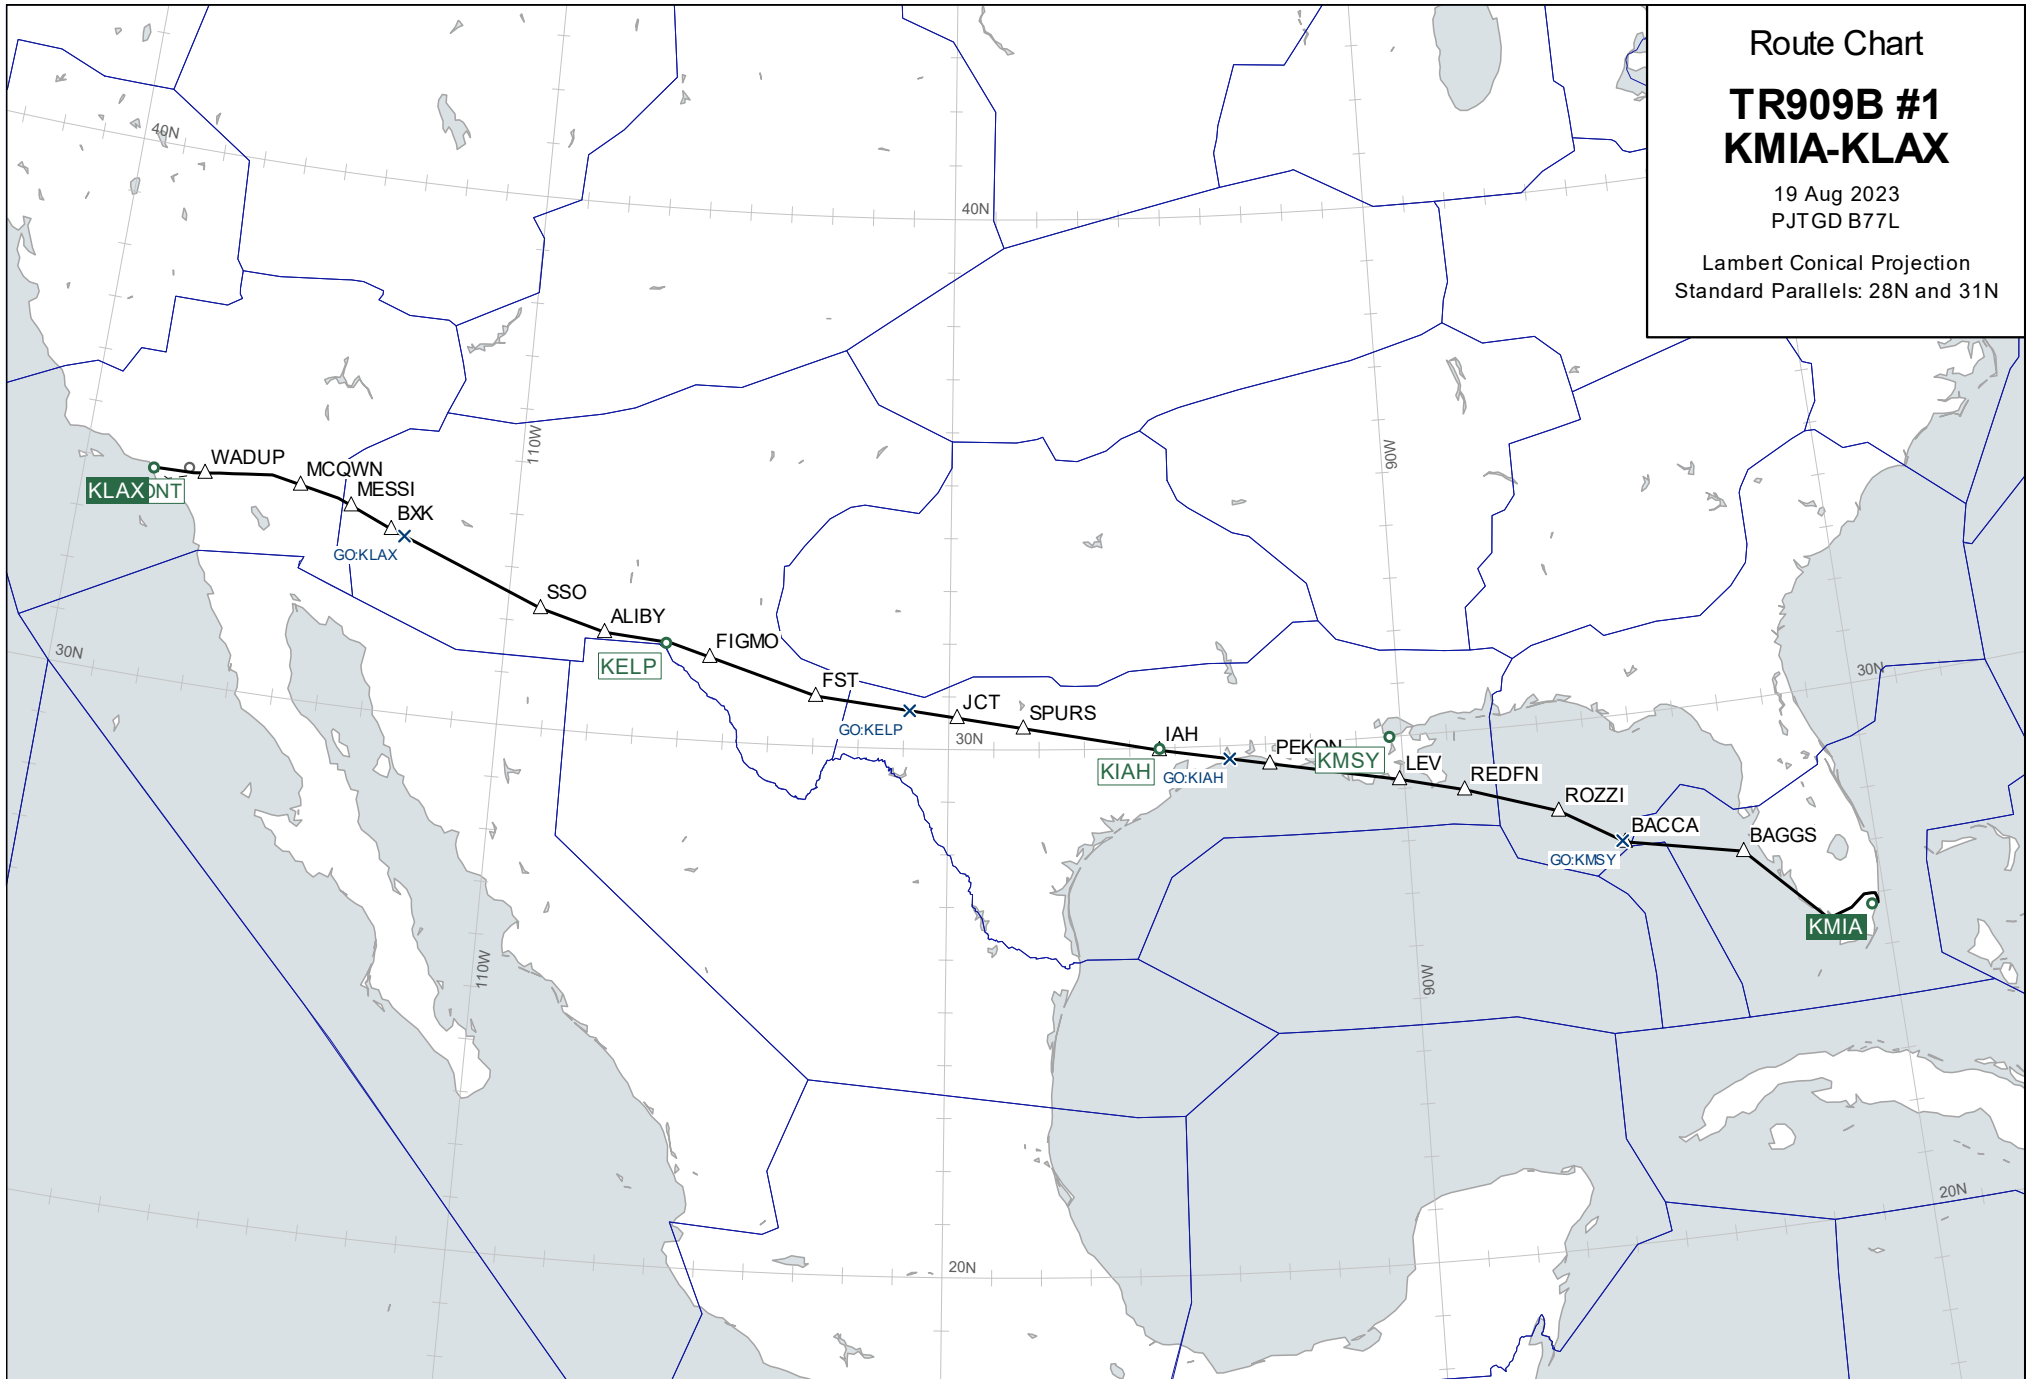 Route Chart
TR909B #1
KMIA-KLAX
19 Aug 2023
PJTGD B77L
Lambert Conical Projection
Standard Parallels: 28N and 31N
40N
40N
110W
90W
WADUP
MCQWN
KLAX
ONT
MESSI
BXK
GO:KLAX
SSO
ALIBY
FIGMO
KELP
30N
30N
FST
JCT
SPURS
GO:KELP
30N
IAH
PEKON
KMSY
KIAH
GO:KIAH
LEV
REDFN
ROZZI
BACCA
BAGGS
GO:KMSY
KMIA
110W
90W
20N
20N